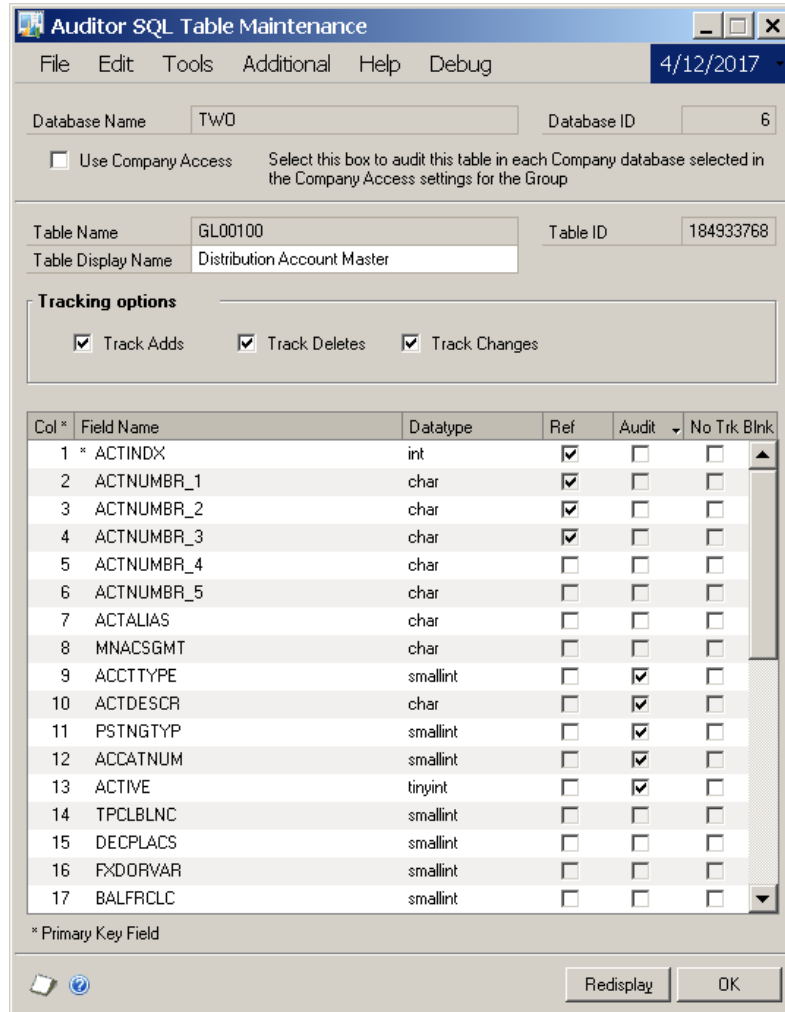 Auditor SQL Table Maintenance
File Edit Tools Additional Help Debug 4/12/2017
Database Name TWO Database ID 6
Use Company Access Select this box to audit this table in each Company database selected in
the Company Access settings for the Group
Table Name GL00100 Table ID 184933768
Table Display Name Distribution Account Master
Tracking options
Track Adds Track Deletes Track Changes
Col * Field Name Datatype Ref Audit No Trk Blnk
1 * ACTINDX int
2 ACTNUMBR_1 char
3 ACTNUMBR_2 char
4 ACTNUMBR_3 char
5 ACTNUMBR_4 char
6 ACTNUMBR_5 char
7 ACTALIAS char
8 MNACSGMT char
9 ACCTTYPE smallint
10 ACTDESCR char
11 PSTNGTYP smallint
12 ACCATNUM smallint
13 ACTIVE tinyint
14 TPCLBLNC smallint
15 DECPLACS smallint
16 FXDORVAR smallint
17 BALFRCLC smallint
* Primary Key Field
Redisplay OK